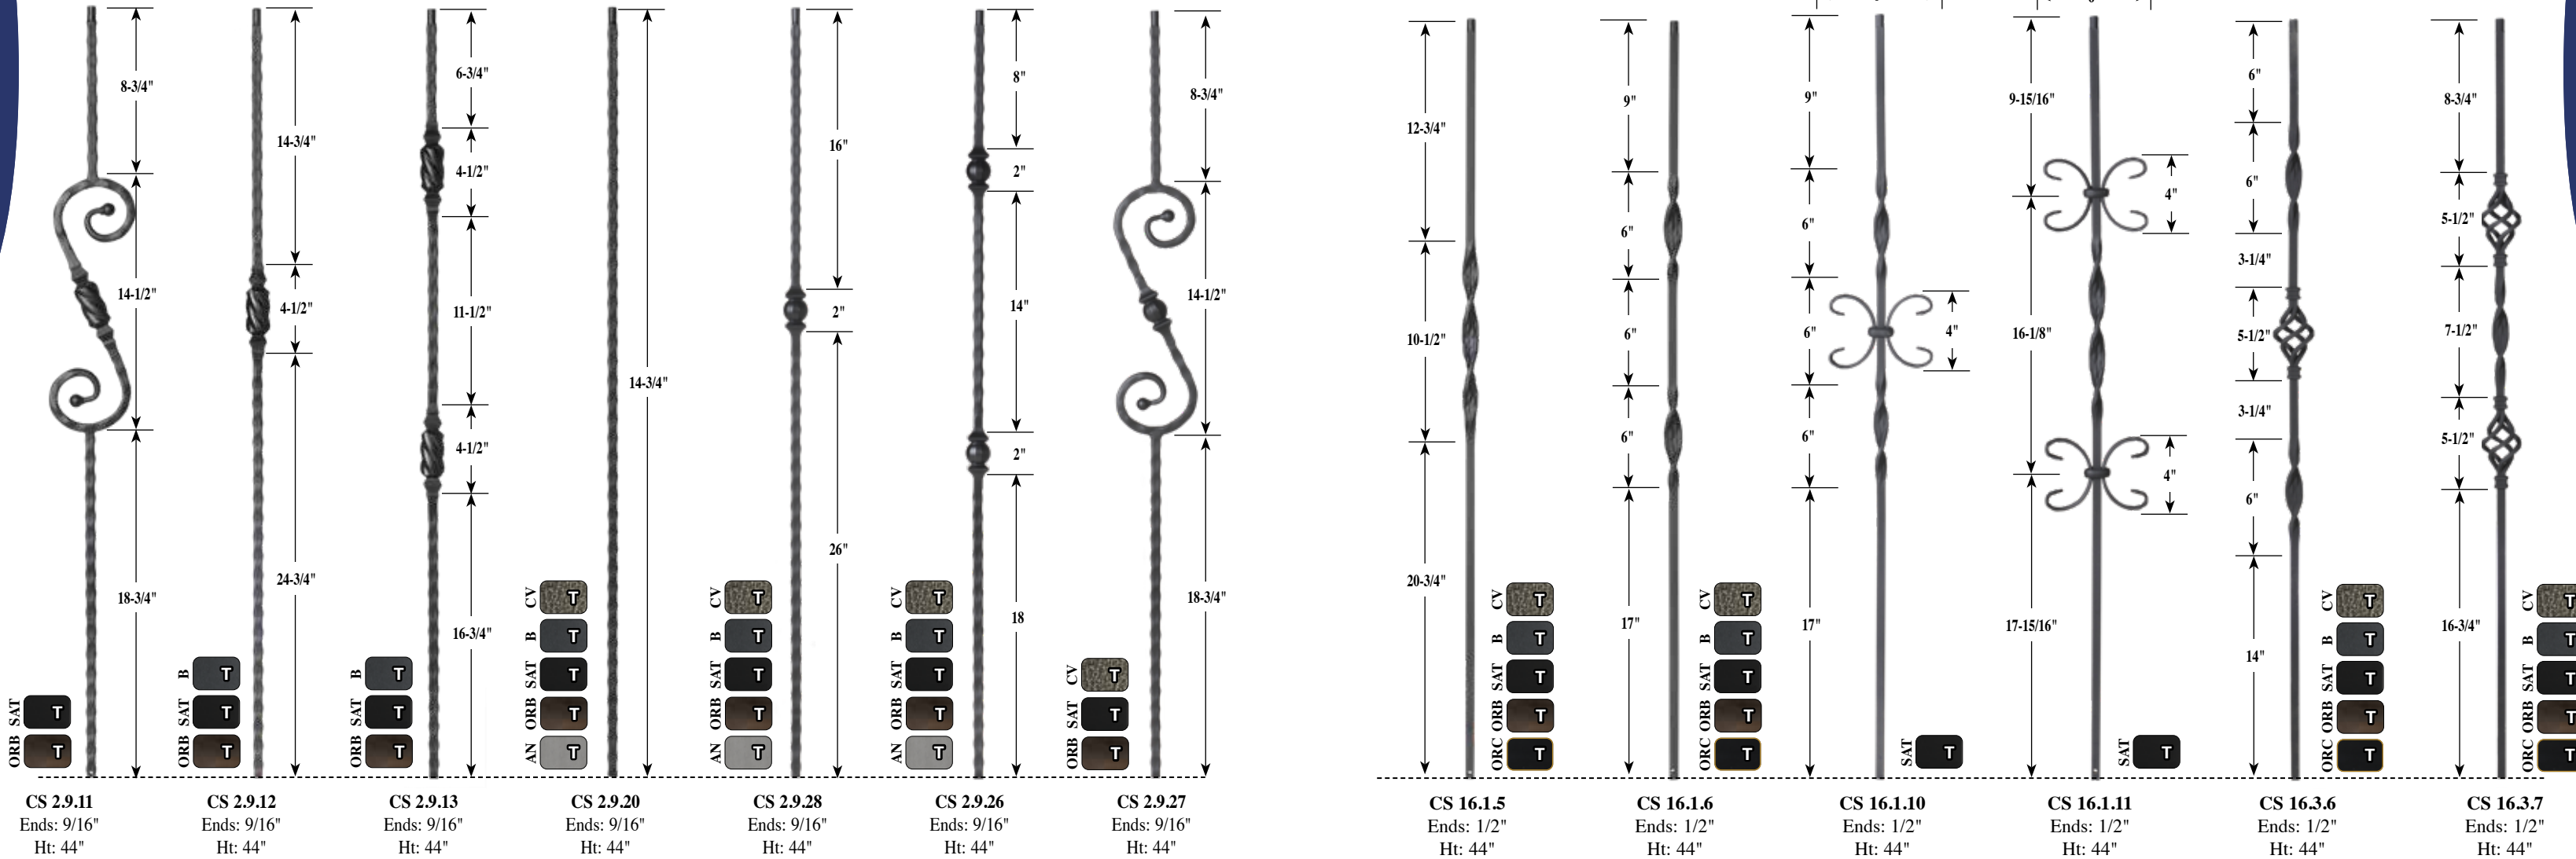 8-3/4"
14-1/2"
18-3/4"
SAT T
ORB T
CS 2.9.11
Ends: 9/16"
Ht: 44"
14-3/4"
4-1/2"
24-3/4"
B T
SAT T
ORB T
CS 2.9.12
Ends: 9/16"
Ht: 44"
6-3/4"
4-1/2"
11-1/2"
4-1/2"
16-3/4"
B T
SAT T
ORB T
CS 2.9.13
Ends: 9/16"
Ht: 44"
14-3/4"
CV T
B T
SAT T
ORB T
AN T
CS 2.9.20
Ends: 9/16"
Ht: 44"
16"
2"
26"
CV T
B T
SAT T
ORB T
AN T
CS 2.9.28
Ends: 9/16"
Ht: 44"
8"
2"
14"
2"
18
CV T
B T
SAT T
ORB T
AN T
CS 2.9.26
Ends: 9/16"
Ht: 44"
8-3/4"
14-1/2"
18-3/4"
CV T
SAT T
ORB T
CS 2.9.27
Ends: 9/16"
Ht: 44"
12-3/4"
10-1/2"
20-3/4"
CV T
B T
SAT T
ORB T
ORC T
CS 16.1.5
Ends: 1/2"
Ht: 44"
9"
6"
6"
6"
17"
CV T
B T
SAT T
ORB T
ORC T
CS 16.1.6
Ends: 1/2"
Ht: 44"
9"
6"
6"
4"
6"
17"
SAT T
CS 16.1.10
Ends: 1/2"
Ht: 44"
9-15/16"
4"
16-1/8"
4"
17-15/16"
SAT T
CS 16.1.11
Ends: 1/2"
Ht: 44"
6"
6"
3-1/4"
5-1/2"
3-1/4"
6"
14"
CV T
B T
SAT T
ORB T
ORC T
CS 16.3.6
Ends: 1/2"
Ht: 44"
8-3/4"
5-1/2"
7-1/2"
5-1/2"
16-3/4"
CV T
B T
SAT T
ORB T
ORC T
CS 16.3.7
Ends: 1/2"
Ht: 44"